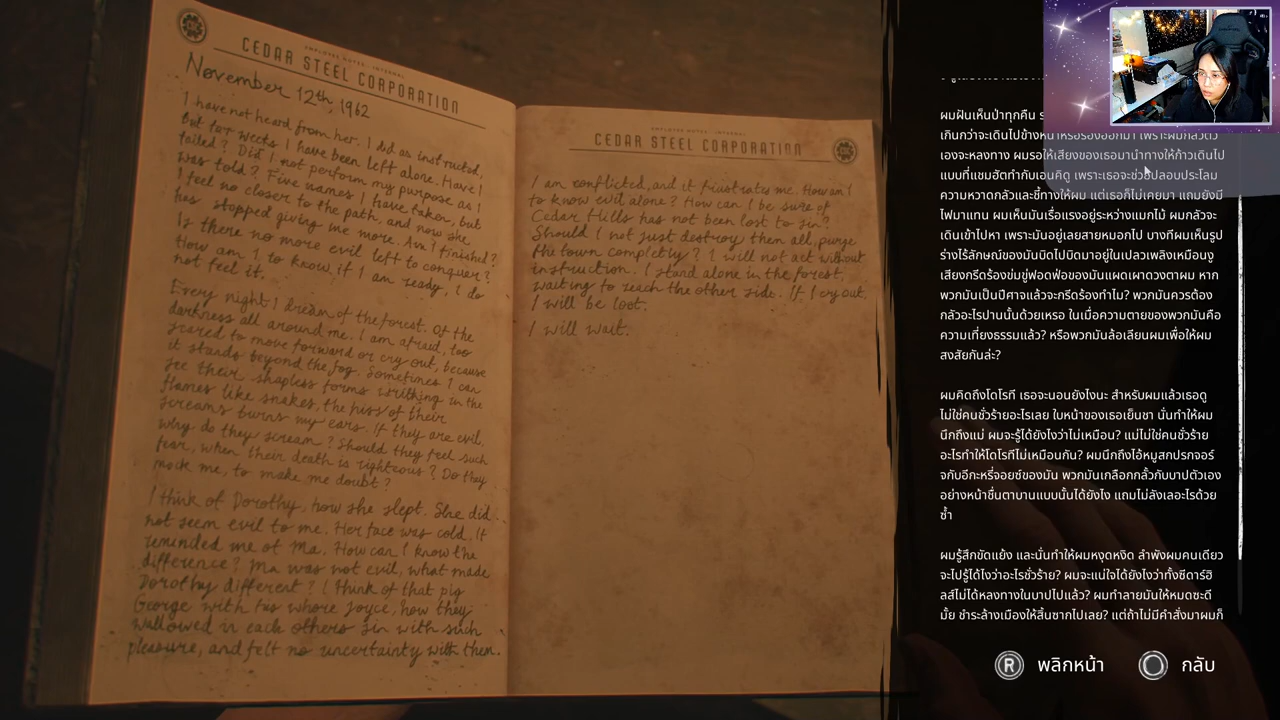 EMPLOYEE NOTES - INTERNAL
CEDAR STEEL CORPORATION
November 12th, 1962
I have not heard from her. I did as instructed,
but for weeks I have been left alone. Have I
failed? Did I not perform my purpose as I
was told? Five names I have taken, but
I feel no closer to the path, and now she
has stopped giving me more. Am I finished?
Is there no more evil left to conquer?
How am I to know if I am ready, I do
not feel it.
Every night I dream of the forest. Of the
darkness all around me. I am afraid, too
scared to move forward or cry out, because
it stands beyond the fog. Sometimes I can
see their shapless forms writhing in the
flames like snakes, the hiss of their
screams burns my ears. If they are evil,
why do they scream? Should they feel such
fear, when their death is righteous? Do they
mock me, to make me doubt?
I think of Dorothy, how she slept. She did
not seem evil to me. Her face was cold. It
reminded me of Ma. How can I know the
difference? Ma was not evil, what made
Dorothy different? I think of that pig
George with his whore Joyce, how they
wallowed in each others sin with such
pleasure, and felt no uncertainty with them.
EMPLOYEE NOTES - INTERNAL
CEDAR STEEL CORPORATION
I am conflicted, and it frustrates me. How am I
to know evil alone? How can I be sure of
Cedar Hills has not been lost to sin?
Should I not just destroy them all, purge
the town completly? I will not act without
instruction. I stand alone in the forest,
waiting to reach the other side. If I cry out,
I will be lost.
I will wait.
ผมฝันเห็นป่าทุกคืน
เกินกว่าจะเดินไปข้างหน้าหรือร้องออกมา เพราะผมกลัวตัว
เองจะหลงทาง ผมรอให้เสียงของเธอมานำทางให้ก้าวเดินไป
แบบที่แซมฮัตทำกับเอนคิดู เพราะเธอจะช่วยปลอบประโลม
ความหวาดกลัวและชี้ทางให้ผม แต่เธอก็ไม่เคยมา แถมยังมี
ไฟมาแทน ผมเห็นมันเรื่อแรงอยู่ระหว่างแมกไม้ ผมกลัวจะ
เดินเข้าไปหา เพราะมันอยู่เลยสายหมอกไป บางทีผมเห็นรูป
ร่างไร้ลักษณ์ของมันบิดไปบิดมาอยู่ในเปลวเพลิงเหมือนงู
เสียงกรีดร้องข่มขู่ฟอดฟ่อของมันแผดเผาดวงตาผม หาก
พวกมันเป็นปีศาจแล้วจะกรีดร้องทำไม? พวกมันควรต้อง
กลัวอะไรปานนั้นด้วยเหรอ ในเมื่อความตายของพวกมันคือ
ความเที่ยงธรรมแล้ว? หรือพวกมันล้อเลียนผมเพื่อให้ผม
สงสัยกันล่ะ?
ผมคิดถึงโดโรที เธอจะนอนยังไงนะ สำหรับผมแล้วเธอดู
ไม่ใช่คนชั่วร้ายอะไรเลย ใบหน้าของเธอเย็นชา นั่นทำให้ผม
นึกถึงแม่ ผมจะรู้ได้ยังไงว่าไม่เหมือน? แม่ไม่ใช่คนชั่วร้าย
อะไรทำให้โดโรทีไม่เหมือนกัน? ผมนึกถึงไอ้หมูสกปรกจอร์
จกับอีกะหรี่จอยซ์ของมัน พวกมันเกลือกกลั้วกับบาปตัวเอง
อย่างหน้าชื่นตาบานแบบนั้นได้ยังไง แถมไม่ลังเลอะไรด้วย
ซ้ำ
ผมรู้สึกขัดแย้ง และนั่นทำให้ผมหงุดหงิด ลำพังผมคนเดียว
จะไปรู้ได้ไงว่าอะไรชั่วร้าย? ผมจะแน่ใจได้ยังไงว่าทั้งซีดาร์ฮิ
ลส์ไม่ได้หลงทางในบาปไปแล้ว? ผมทำลายมันให้หมดซะดี
มั้ย ชำระล้างเมืองให้สิ้นซากไปเลย? แต่ถ้าไม่มีคำสั่งมาผมก็
R พลิกหน้า
กลับ